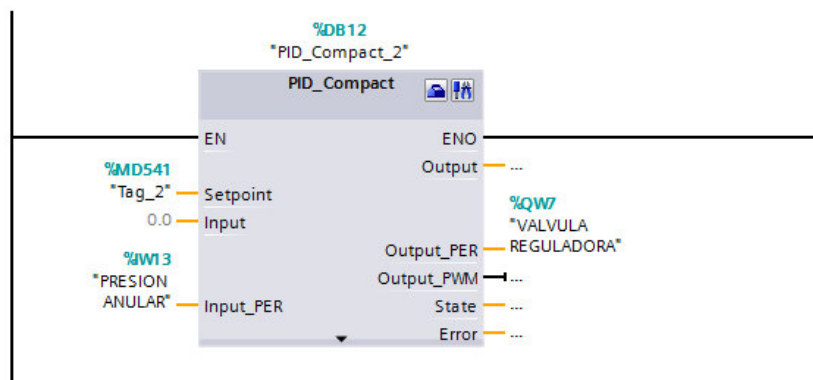 %DB12
"PID_Compact_2"
PID_Compact
EN
ENO
Output
...
%MD541
"Tag_2"
Setpoint
0.0
Input
%QW7
"VALVULA
REGULADORA"
Output_PER
Output_PWM
...
%IW13
"PRESION
ANULAR"
Input_PER
State
...
Error
...